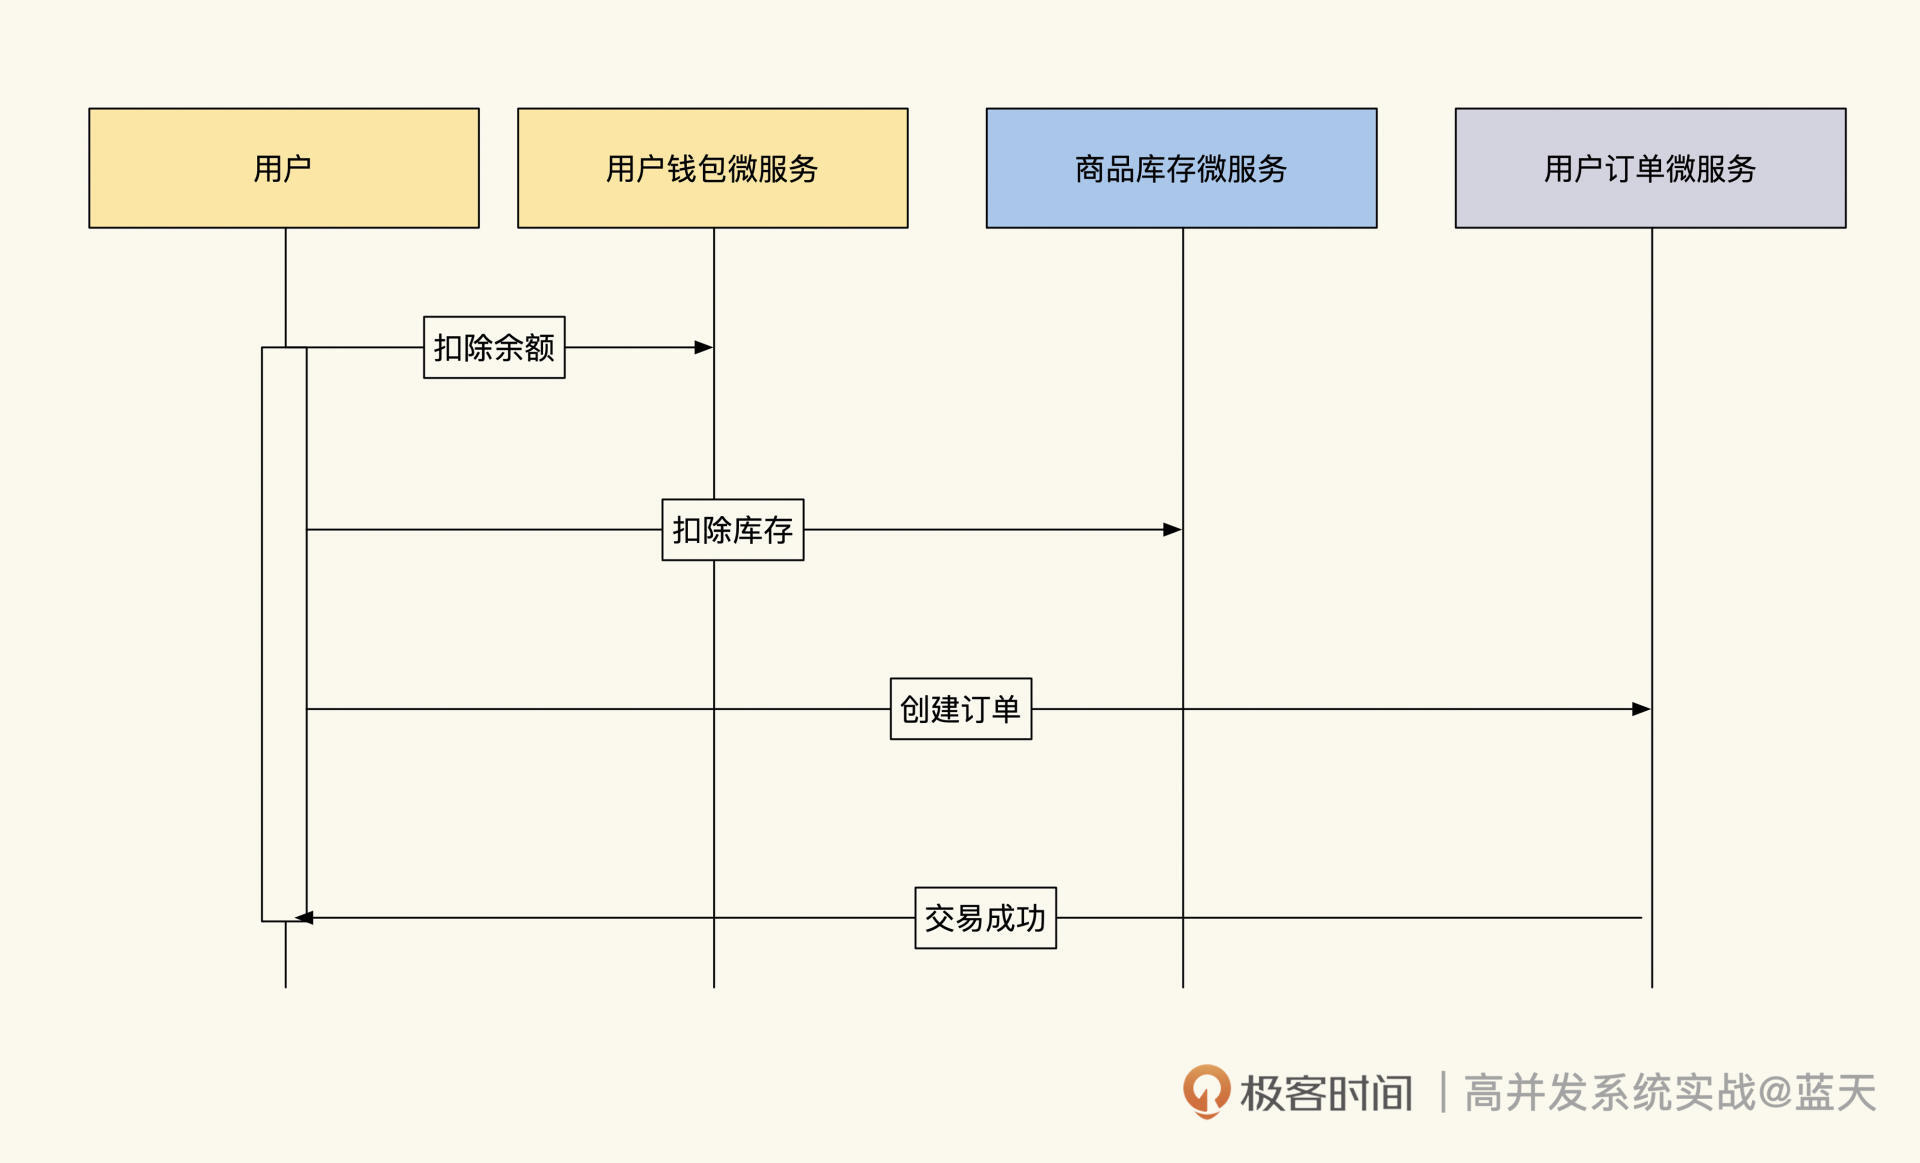 用户
用户钱包微服务
商品库存微服务
用户订单微服务
扣除余额
扣除库存
创建订单
交易成功
极客时间 | 高并发系统实战@蓝天